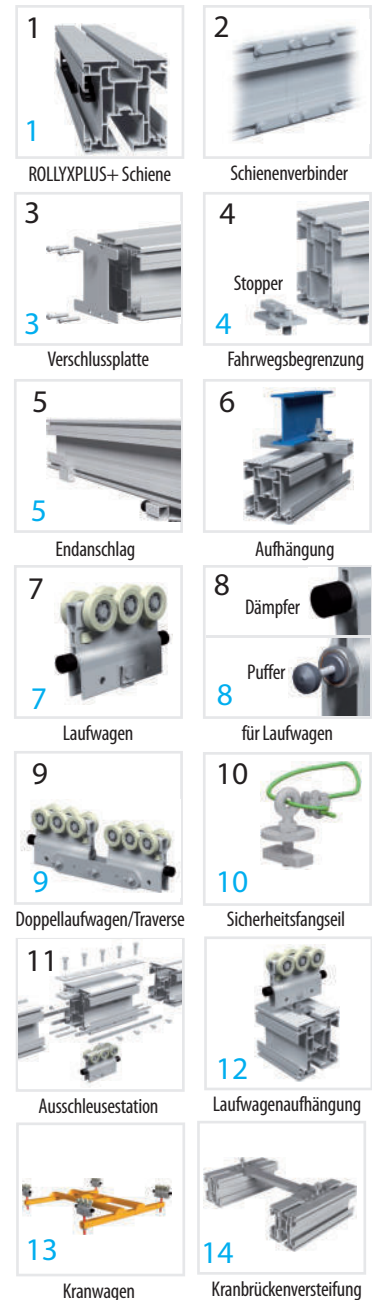 1
1
ROLLYXPLUS+ Schiene
2
Schienenverbinder
3
3
Verschlussplatte
4
Stopper
4
Fahrwegsbegrenzung
5
5
Endanschlag
6
Aufhängung
7
7
Laufwagen
8
Dämpfer
Puffer
8
für Laufwagen
9
9
Doppellaufwagen/Traverse
10
10
Sicherheitsfangseil
11
Ausschleusestation
12
Laufwagenaufhängung
13
Kranwagen
14
Kranbrückenversteifung